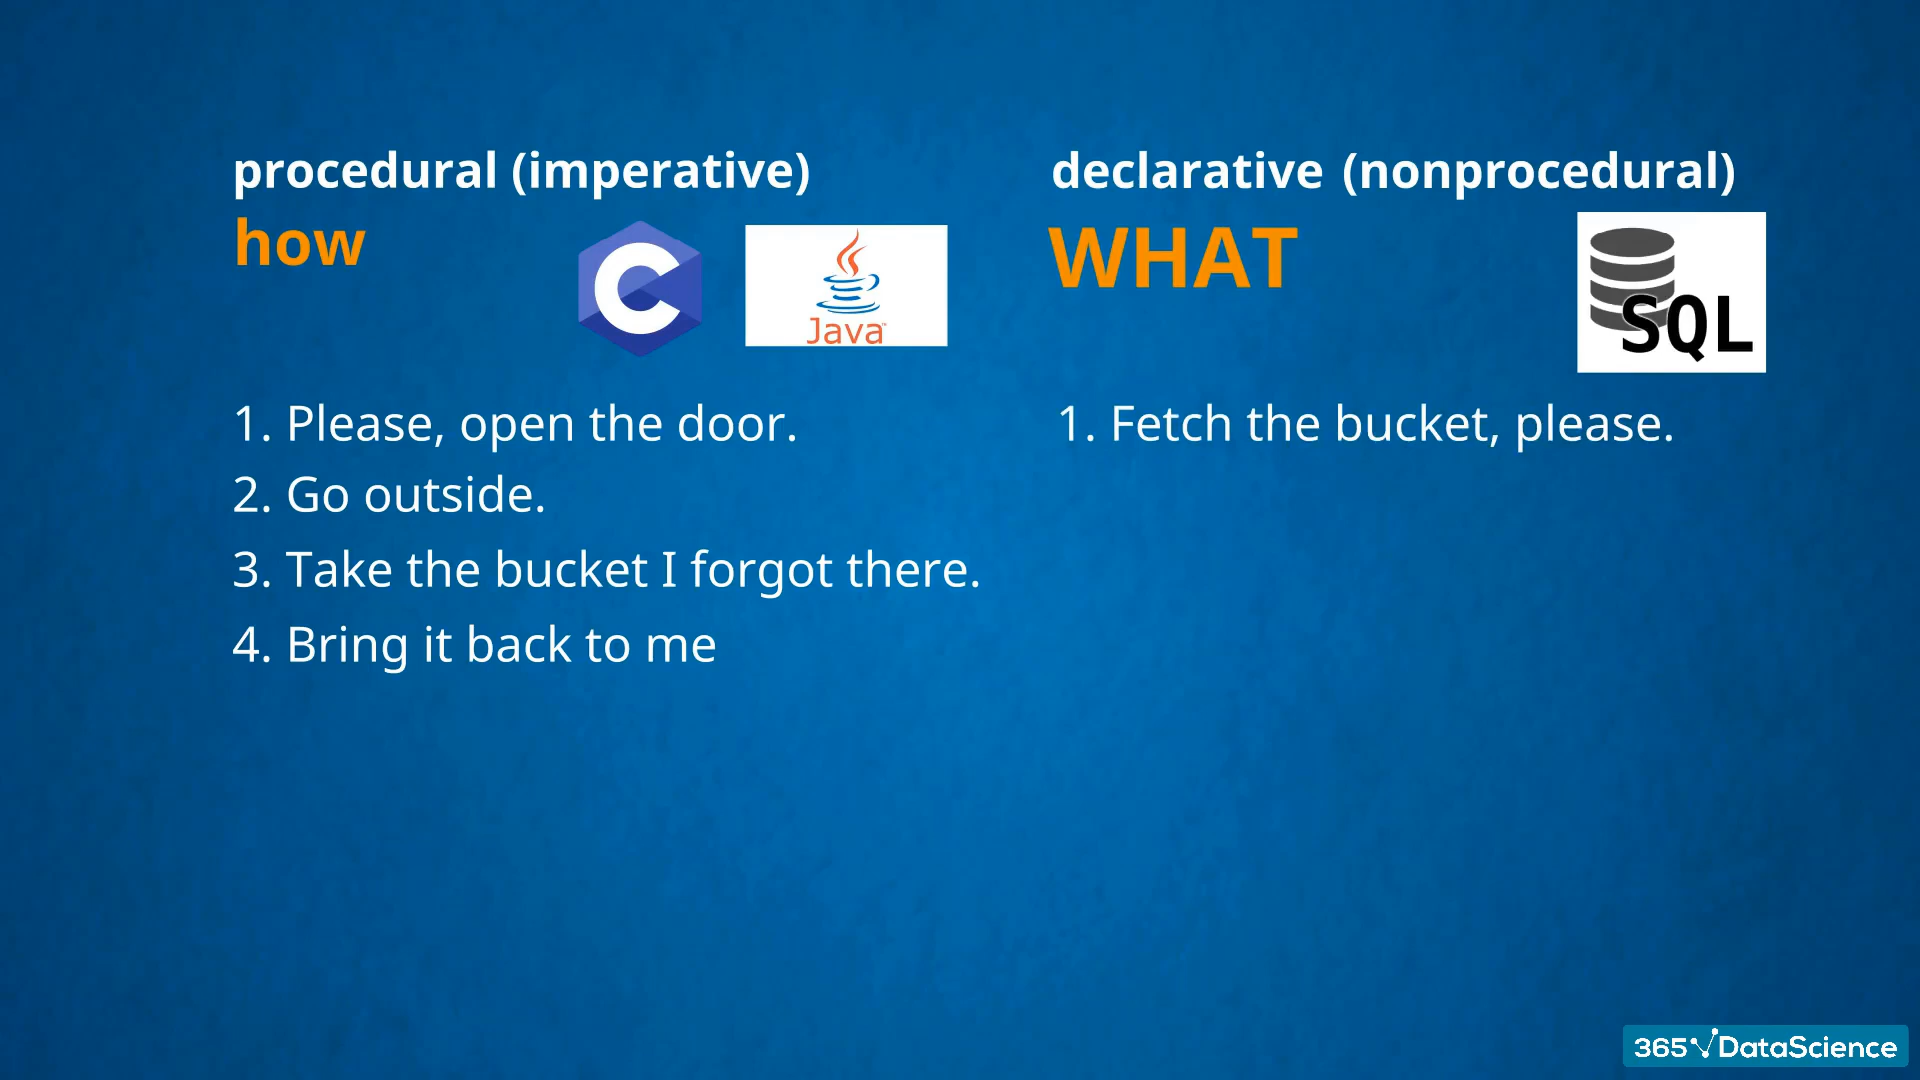 procedural (imperative)
how
C
Java™
1. Please, open the door.
2. Go outside.
3. Take the bucket I forgot there.
4. Bring it back to me
declarative (nonprocedural)
WHAT
SQL
1. Fetch the bucket, please.
365 DataScience